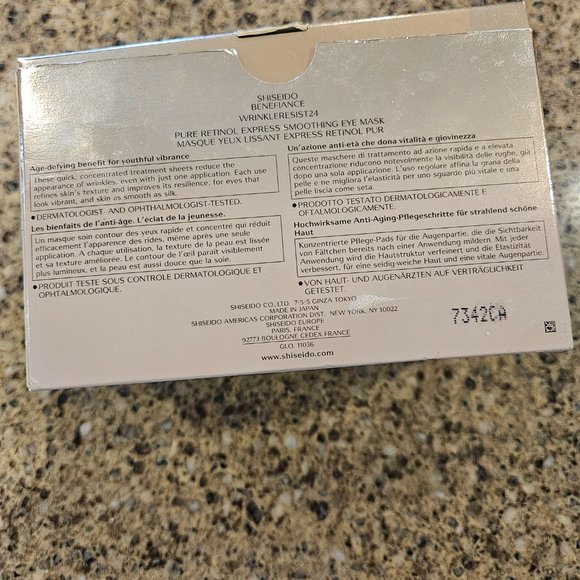 SHISEIDO
BENEFIANCE
WRINKLERESIST24
PURE RETINOL EXPRESS SMOOTHING EYE MASK
MASQUE YEUX LISSANT EXPRESS RETINOL PUR
Age-defying benefit for youthful vibrance
These quick, concentrated treatment sheets reduce the
appearance of wrinkles, even with just one application. Each use
refines skin's texture and improves its resilience, for eyes that
look vibrant, and skin as smooth as silk.
●DERMATOLOGIST- AND OPHTHALMOLOGIST-TESTED.
Les bienfaits de l'anti-âge. L'éclat de la jeunesse.
Un masque soin contour des yeux rapide et concentré qui réduit
efficacement l'apparence des rides, même après une seule
application. A chaque utilisation, la texture de la peau est lissée
et sa texture améliorée. Le contour de l'œil paraît visiblement
plus lumineux, et la peau est aussi douce que la soie.
●PRODUIT TESTE SOUS CONTROLE DERMATOLOGIQUE ET
OPHTALMOLOGIQUE.
Un'azione anti-età che dona vitalità e giovinezza
Queste maschere di trattamento ad azione rapida e a elevata
concentrazione riducono notevolmente la visibilità delle rughe, già
dopo una sola applicazione. L'uso regolare affina la grana della
pelle e ne migliora l'elasticità per uno sguardo più vitale e una
pelle liscia come seta.
●PRODOTTO TESTATO DERMATOLOGICAMENTE E
OFTALMOLOGICAMENTE.
Hochwirksame Anti-Aging-Pflegeschritte für strahlend schöne
Haut
Konzentrierte Pflege-Pads für die Augenpartie, die die Sichtbarkeit
von Fältchen bereits nach einer Anwendung mildern. Mit jeder
Anwendung wird die Hautstruktur verfeinert und die Elastizität
verbessert, für eine seidig-weiche Haut und eine vitale Augenpartie.
●VON HAUT- UND AUGENÄRZTEN AUF VERTRÄGLICHKEIT
GETESTET.
SHISEIDO CO.,LTD. 7-5-5 GINZA TOKYO
MADE IN JAPAN
SHISEIDO AMERICAS CORPORATION DIST. NEW YORK, NY 10022
SHISEIDO EUROPE
PARIS, FRANCE
92773 BOULOGNE CEDEX FRANCE
GLO. 11036
www.shiseido.com
7342CA